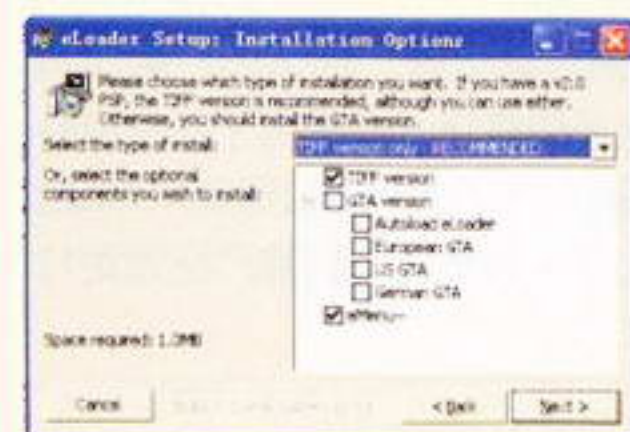 eLoader Setup: Installation Options
Please choose which type of installation you want. If you have a v2.0
PSP, the TIFF version is recommended, although you can use either.
Otherwise, you should install the GTA version.
Select the type of install:
TIFF version only - RECOMMENDED
Or, select the optional
components you wish to install:
TIFF version
GTA version
Autoload eLoader
European GTA
US GTA
German GTA
eMenu
Space required: 1.0MB
Cancel
< Back
Next >